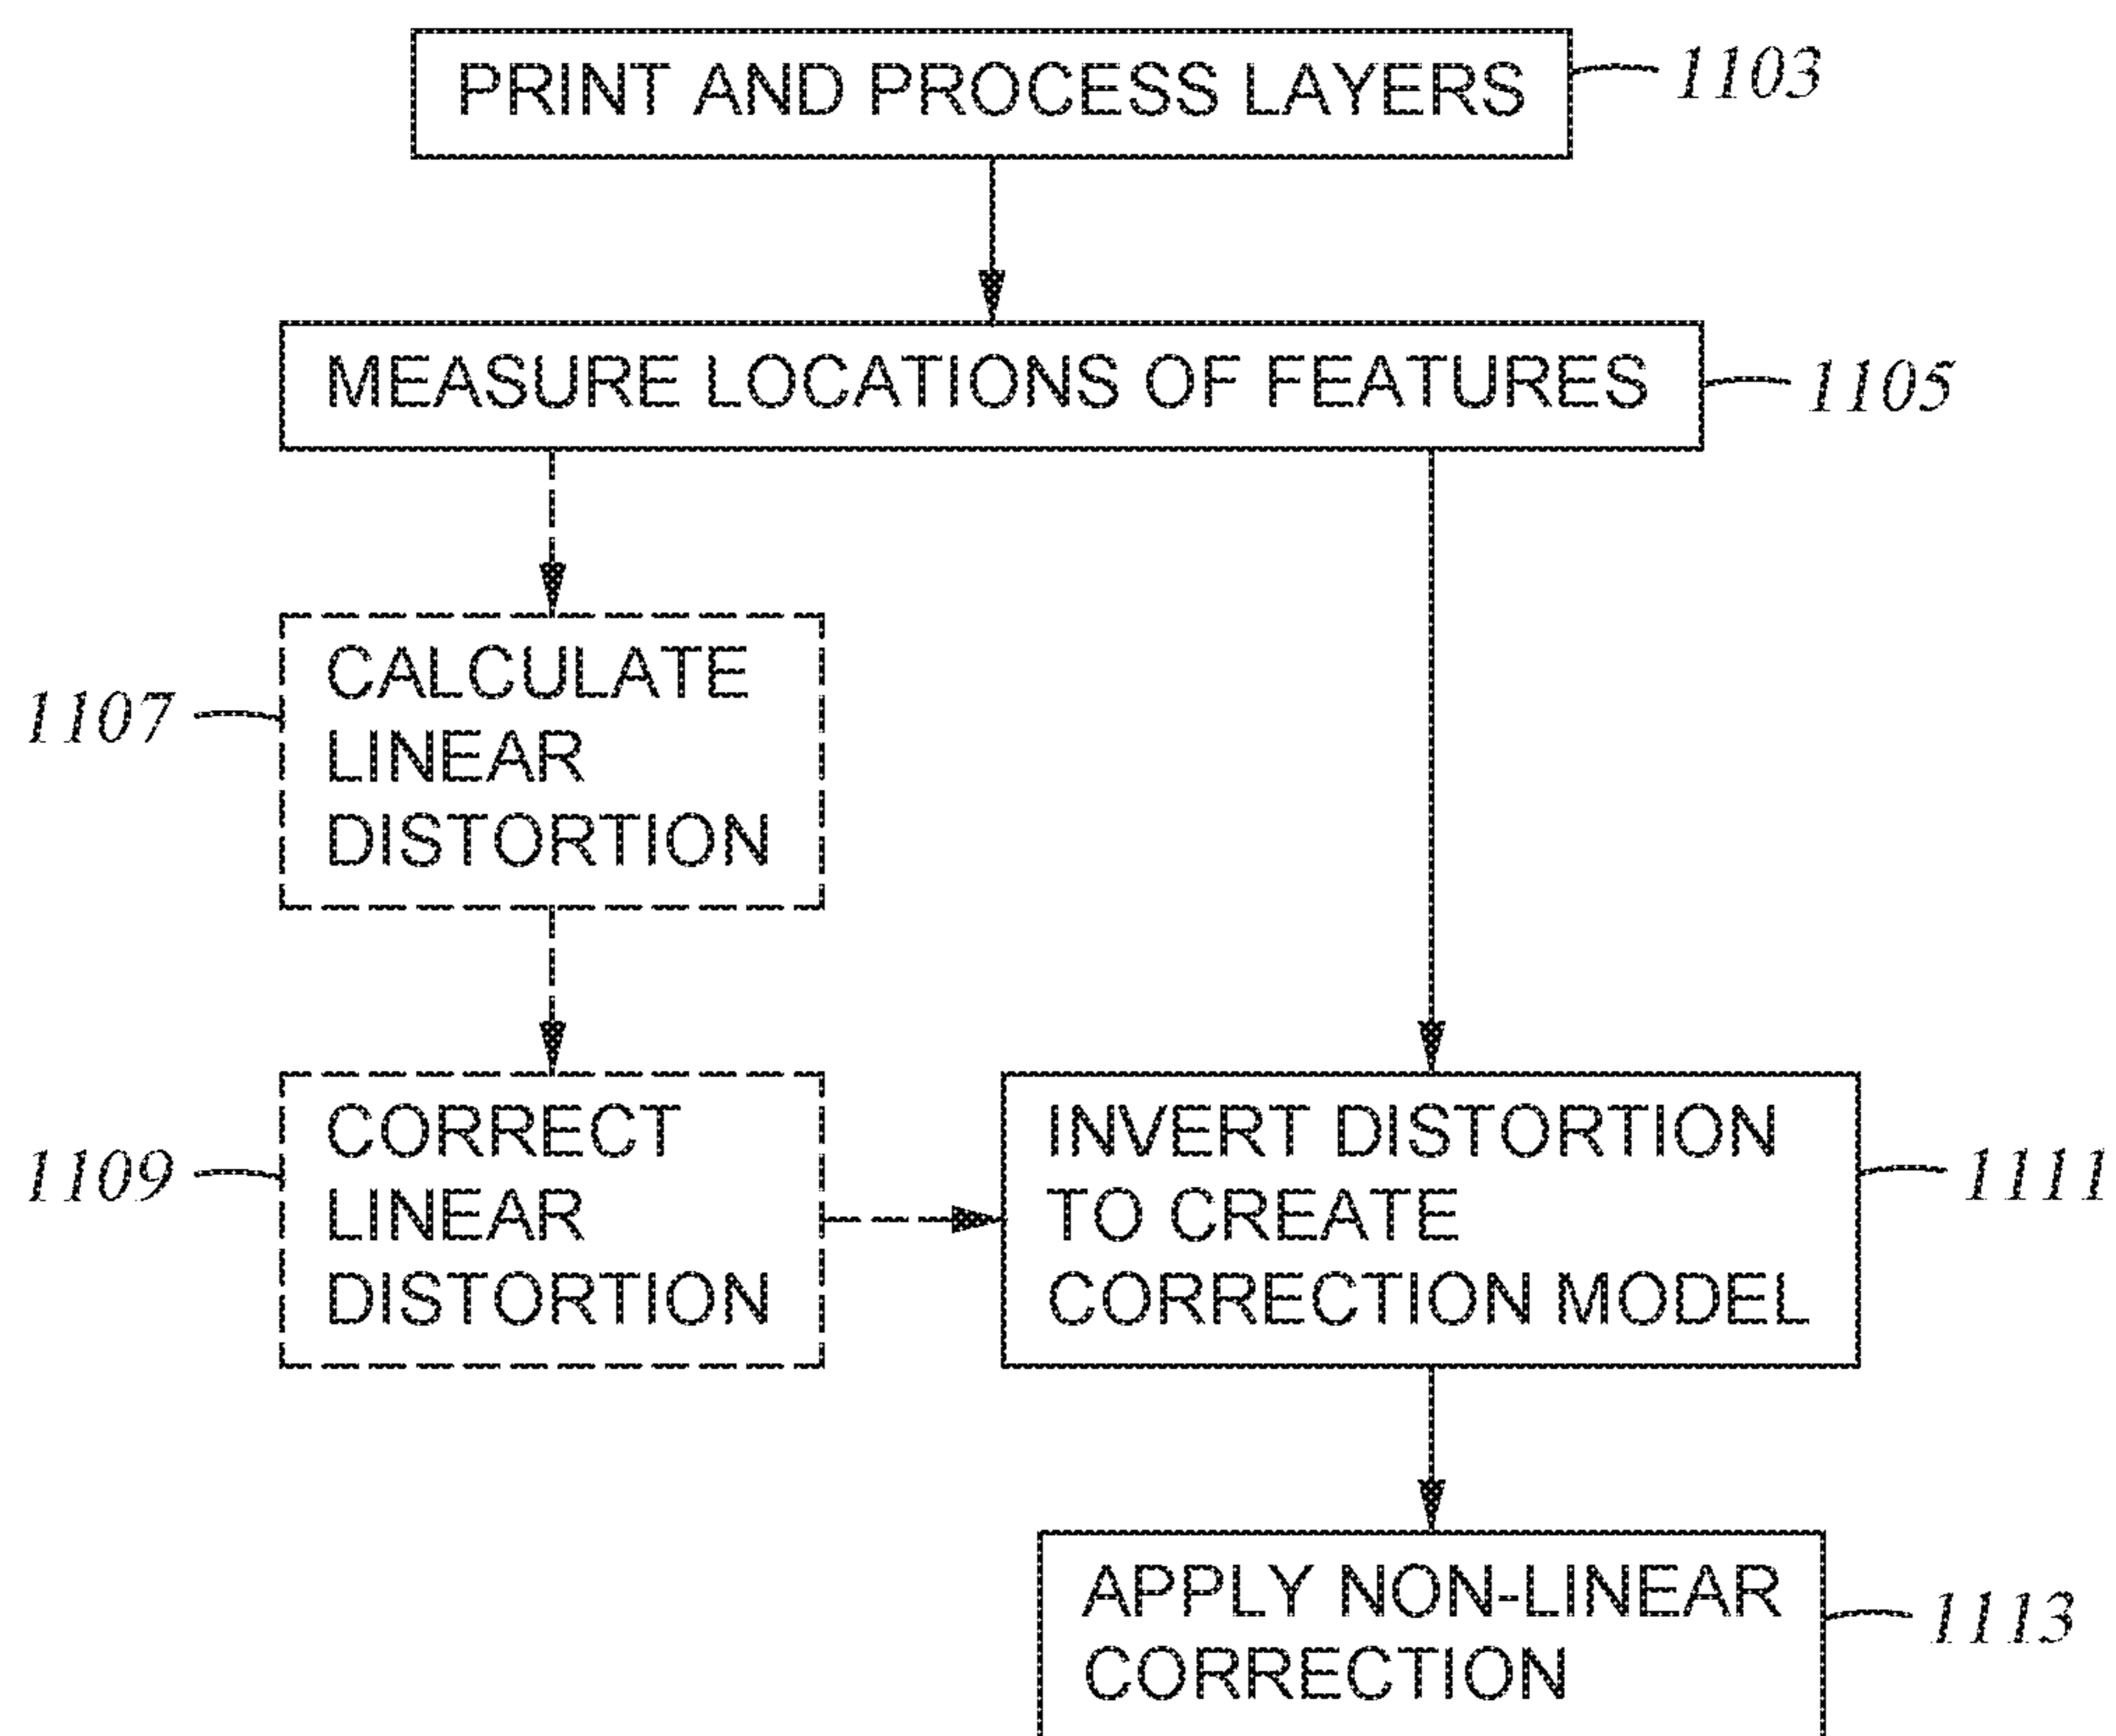 PRINT AND PROCESS LAYERS
1103
MEASURE LOCATIONS OF FEATURES
1105
1107
CALCULATE
LINEAR
DISTORTION
1109
CORRECT
LINEAR
DISTORTION
INVERT DISTORTION
TO CREATE
CORRECTION MODEL
1111
APPLY NON-LINEAR
CORRECTION
1113